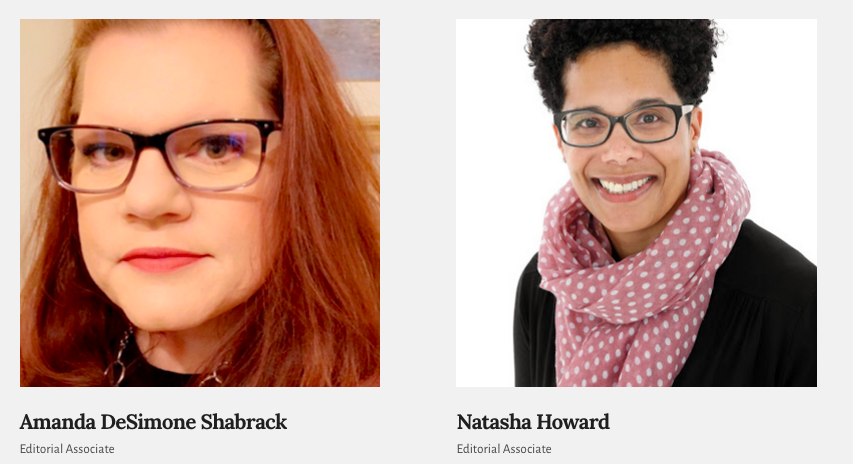 Amanda DeSimone Shabrack
Editorial Associate
Natasha Howard
Editorial Associate